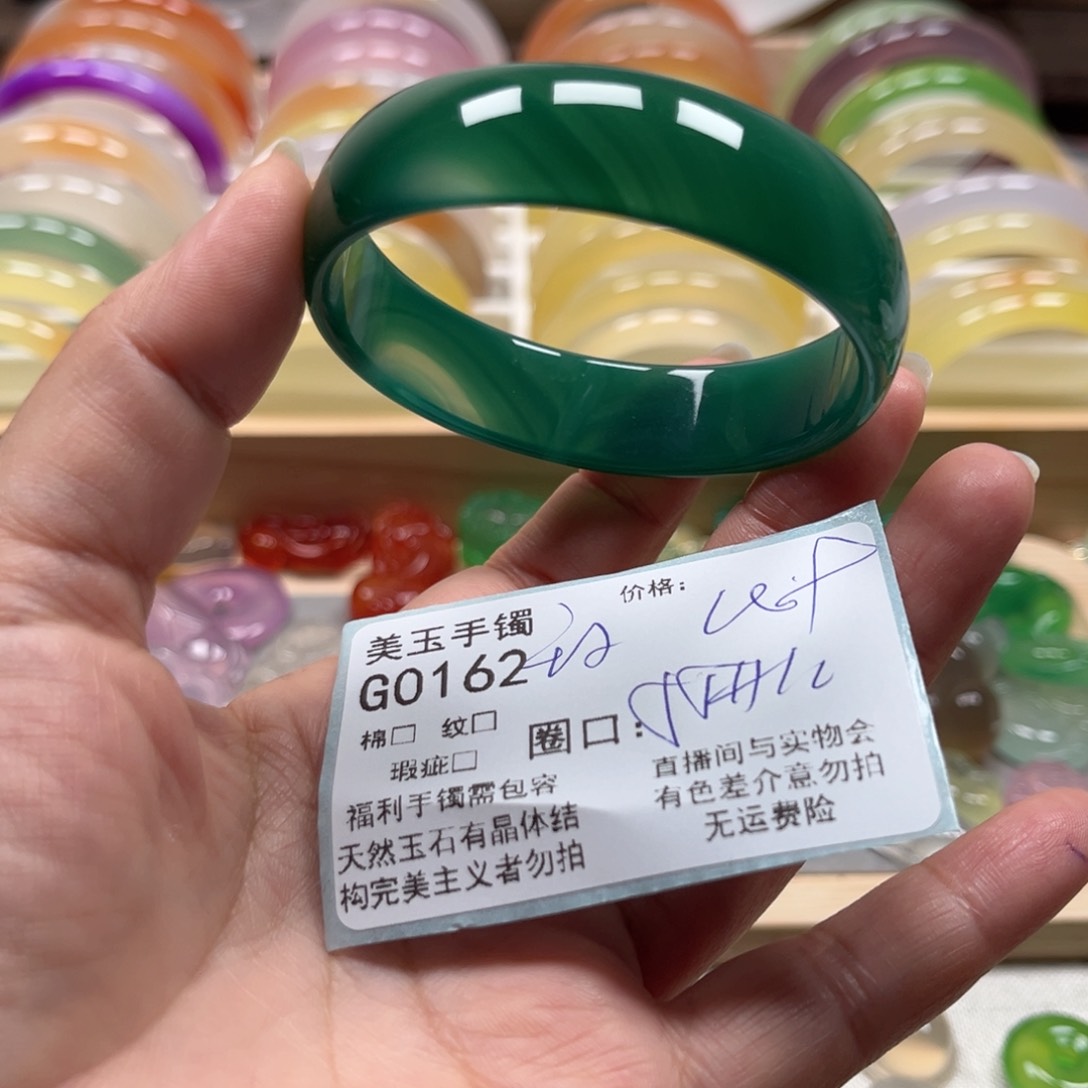 美玉手镯
价格：
G0162
棉□ 纹□
圈口：
瑕疵□
福利手镯需包容
天然玉石有晶体结
构完美主义者勿拍
直播间与实物会
有色差介意勿拍
无运费险